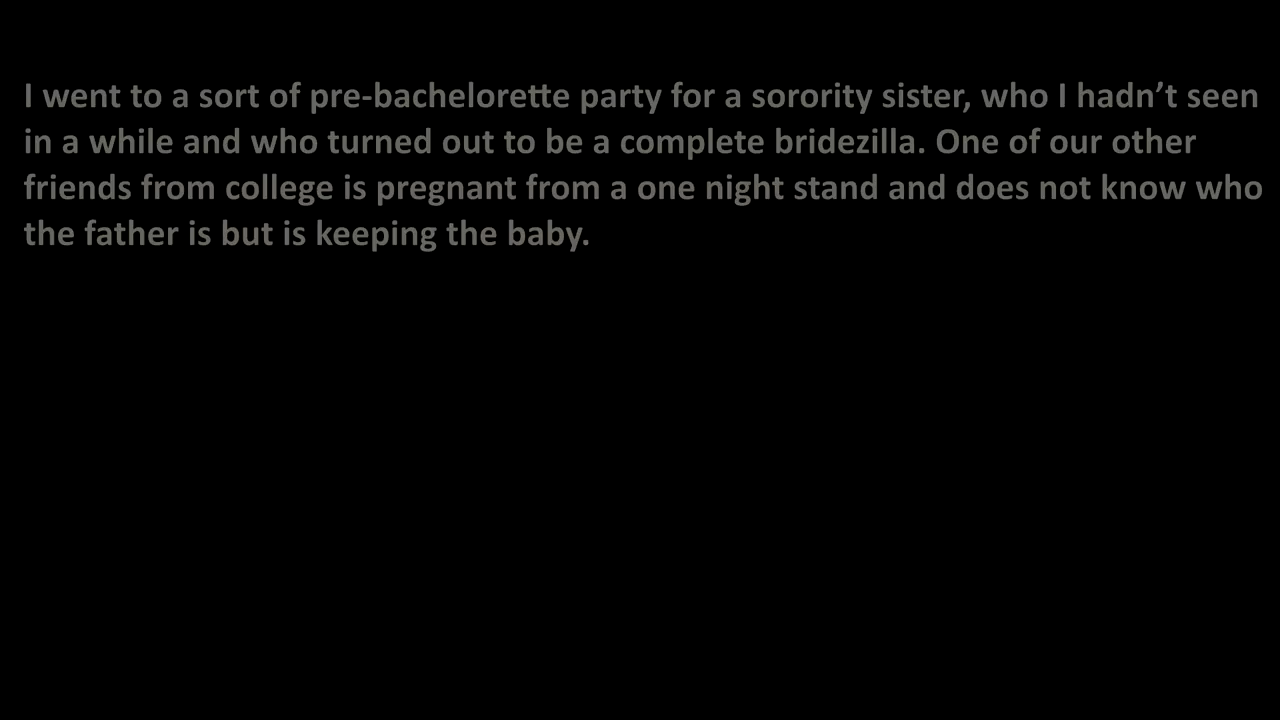 I went to a sort of pre-bachelorette party for a sorority sister, who I hadn’t seen
in a while and who turned out to be a complete bridezilla. One of our other
friends from college is pregnant from a one night stand and does not know who
the father is but is keeping the baby.